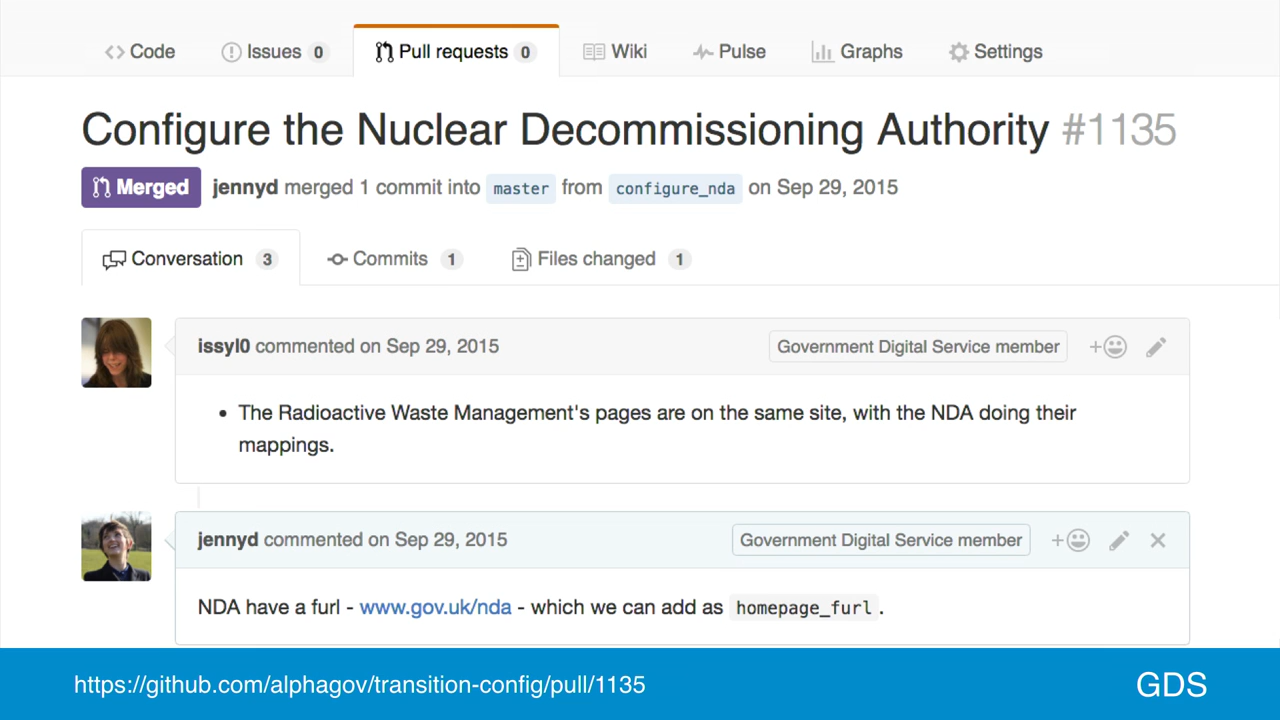 Code Issues 0 Pull requests 0 Wiki Pulse Graphs Settings
Configure the Nuclear Decommissioning Authority #1135
Merged jennyd merged 1 commit into master from configure_nda on Sep 29, 2015
Conversation 3 Commits 1 Files changed 1
issyl0 commented on Sep 29, 2015 Government Digital Service member
• The Radioactive Waste Management's pages are on the same site, with the NDA doing their
mappings.
jennyd commented on Sep 29, 2015 Government Digital Service member
NDA have a furl - www.gov.uk/nda - which we can add as homepage_furl.
https://github.com/alphagov/transition-config/pull/1135 GDS